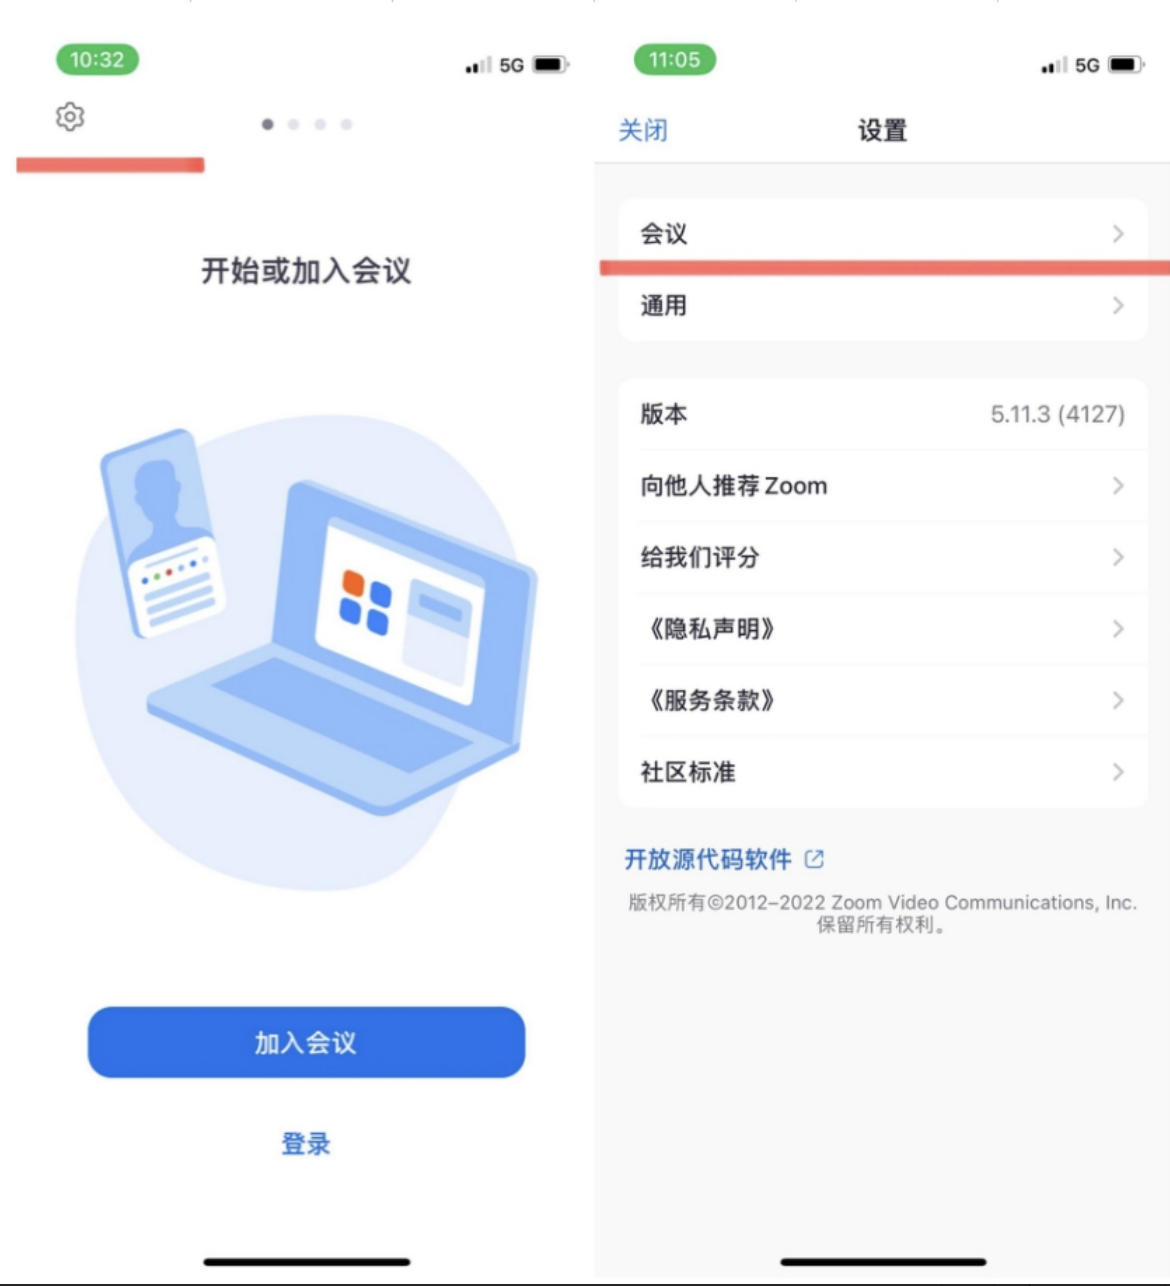 10:32
5G
开始或加入会议
加入会议
登录
11:05
5G
关闭
设置
会议
通用
版本 5.11.3 (4127)
向他人推荐 Zoom
给我们评分
《隐私声明》
《服务条款》
社区标准
开放源代码软件
版权所有©2012–2022 Zoom Video Communications, Inc.
保留所有权利。